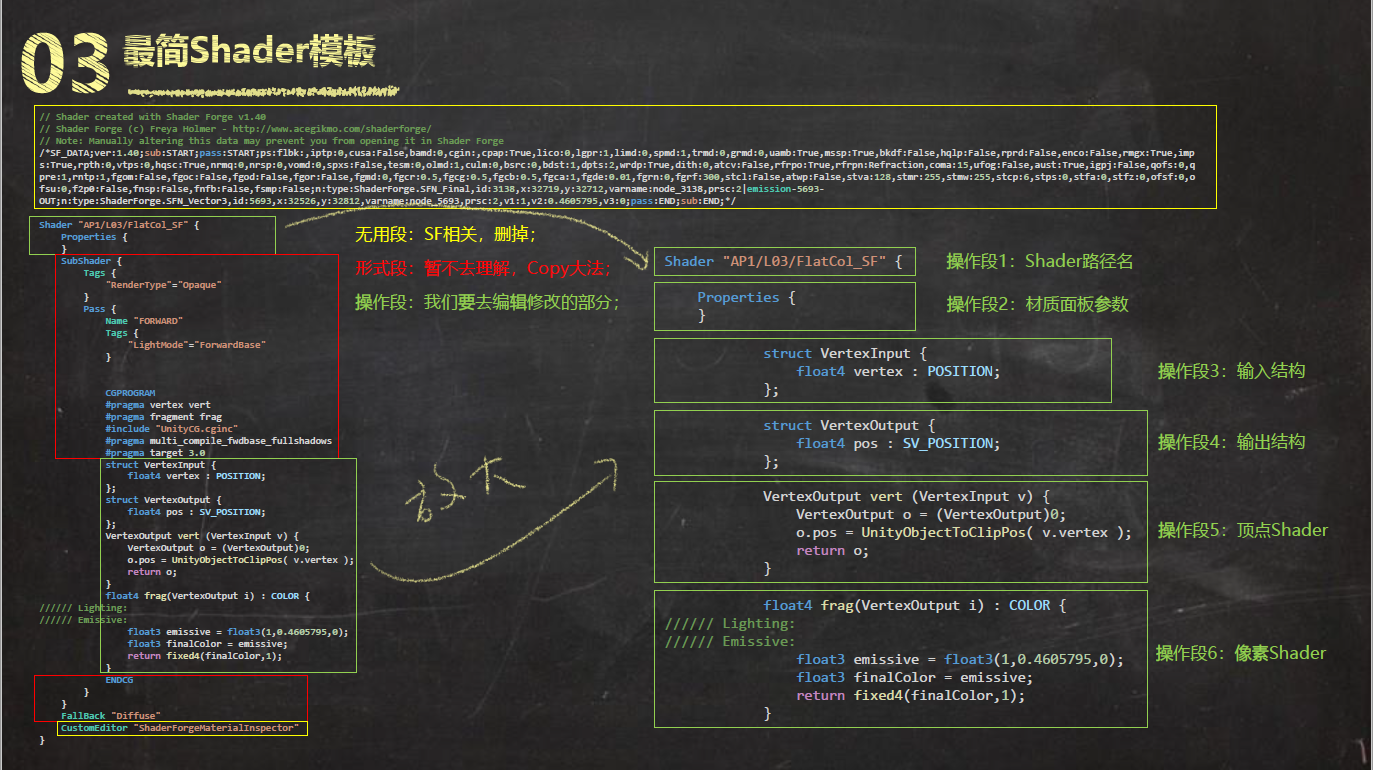 03 最简Shader模板
// Shader created with Shader Forge v1.40
// Shader Forge (c) Freya Holmer - http://www.acegikmo.com/shaderforge/
// Note: Manually altering this data may prevent you from opening it in Shader Forge
/*SF_DATA;ver:1.40;sub:START;pass:START;ps:flbk:,iptp:0,cusa:False,bamd:0,cgin:,cpap:True,lico:0,lgpr:1,limd:0,spmd:1,trmd:0,grmd:0,uamb:True,mssp:True,bkdf:False,hqlp:False,rprd:False,enco:False,rmgx:True,imp
s:True,rpth:0,vtps:0,hqsc:True,nrmq:0,nrsp:0,vomd:0,spxs:False,tesm:0,olmd:1,culm:0,bsrc:0,bdst:1,dpts:2,wrdp:True,dith:0,atcv:False,rfrpo:True,rfrpn:Refraction,coma:15,ufog:False,aust:True,igpj:False,qofs:0,q
pre:1,rntp:1,fgom:False,fgoc:False,fgod:False,fgor:False,fgmd:0,fgcr:0.5,fgcg:0.5,fgcb:0.5,fgca:1,fgde:0.01,fgrn:0,fgrf:300,stcl:False,atwp:False,stva:128,stmr:255,stmw:255,stcp:6,stps:0,stfa:0,stfz:0,ofsf:0,o
fsu:0,f2p0:False,fnsp:False,fnfb:False,fsmp:False;n:type:ShaderForge.SFN_Final,id:3138,x:32719,y:32712,varname:node_3138,prsc:2|emission-5693-
OUT;n:type:ShaderForge.SFN_Vector3,id:5693,x:32526,y:32812,varname:node_5693,prsc:2,v1:1,v2:0.4605795,v3:0;pass:END;sub:END;*/
Shader "AP1/L03/FlatCol_SF" {
Properties {
}
SubShader {
Tags {
"RenderType"="Opaque"
}
Pass {
Name "FORWARD"
Tags {
"LightMode"="ForwardBase"
}
CGPROGRAM
#pragma vertex vert
#pragma fragment frag
#include "UnityCG.cginc"
#pragma multi_compile_fwdbase_fullshadows
#pragma target 3.0
struct VertexInput {
float4 vertex : POSITION;
};
struct VertexOutput {
float4 pos : SV_POSITION;
};
VertexOutput vert (VertexInput v) {
VertexOutput o = (VertexOutput)0;
o.pos = UnityObjectToClipPos( v.vertex );
return o;
}
float4 frag(VertexOutput i) : COLOR {
////// Lighting:
////// Emissive:
float3 emissive = float3(1,0.4605795,0);
float3 finalColor = emissive;
return fixed4(finalColor,1);
}
ENDCG
}
}
FallBack "Diffuse"
CustomEditor "ShaderForgeMaterialInspector"
}
无用段：SF相关，删掉；
形式段：暂不去理解，Copy大法；
操作段：我们要去编辑修改的部分；
Shader "AP1/L03/FlatCol_SF" {
操作段1：Shader路径名
Properties {
}
操作段2：材质面板参数
struct VertexInput {
float4 vertex : POSITION;
};
操作段3：输入结构
struct VertexOutput {
float4 pos : SV_POSITION;
};
操作段4：输出结构
VertexOutput vert (VertexInput v) {
VertexOutput o = (VertexOutput)0;
o.pos = UnityObjectToClipPos( v.vertex );
return o;
}
操作段5：顶点Shader
float4 frag(VertexOutput i) : COLOR {
////// Lighting:
////// Emissive:
float3 emissive = float3(1,0.4605795,0);
float3 finalColor = emissive;
return fixed4(finalColor,1);
}
操作段6：像素Shader